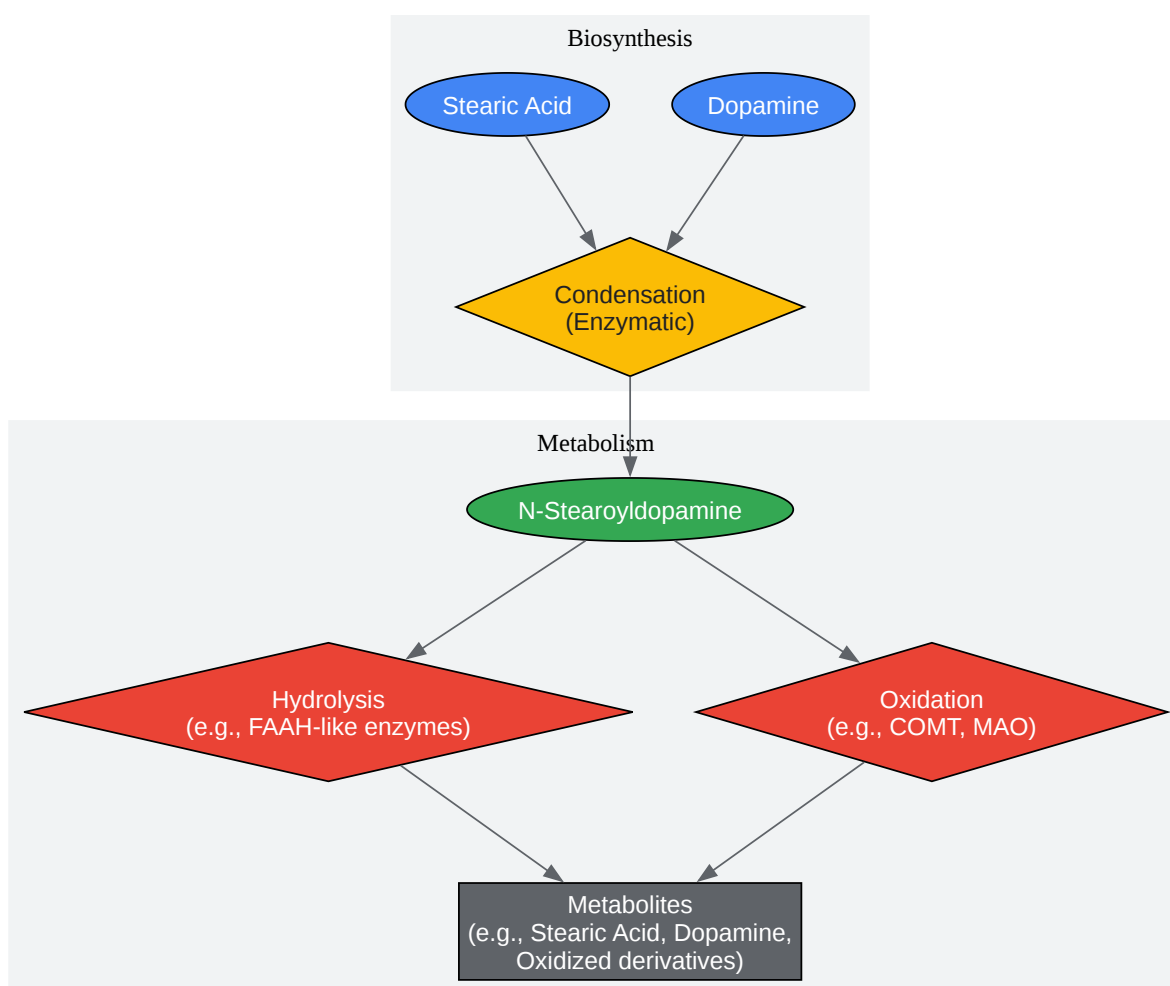 Biosynthesis
Stearic Acid
Dopamine
Condensation
(Enzymatic)
Metabolism
N-Stearoyldopamine
Hydrolysis
(e.g., FAAH-like enzymes)
Oxidation
(e.g., COMT, MAO)
Metabolites
(e.g., Stearic Acid, Dopamine,
Oxidized derivatives)